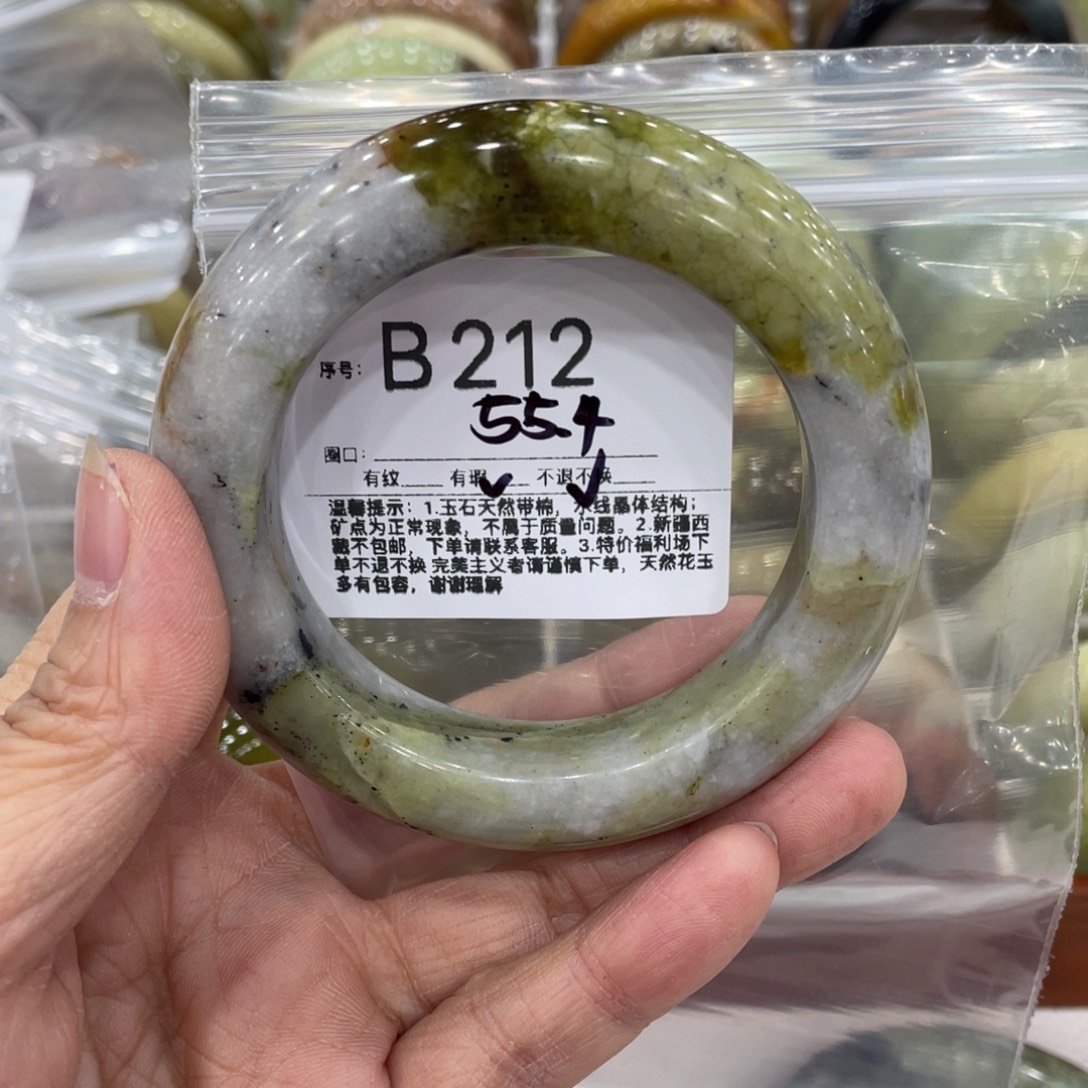 序号: B 212
55.4
圈口:
有纹 有瑕 ✓ 不退不换 ✓
温馨提示: 1.玉石天然带棉, 水线晶体结构;
矿点为正常现象, 不属于质量问题。2.新疆西
藏不包邮, 下单请联系客服。3.特价福利场下
单不退不换 完美主义者请谨慎下单, 天然花玉
多有包容, 谢谢理解